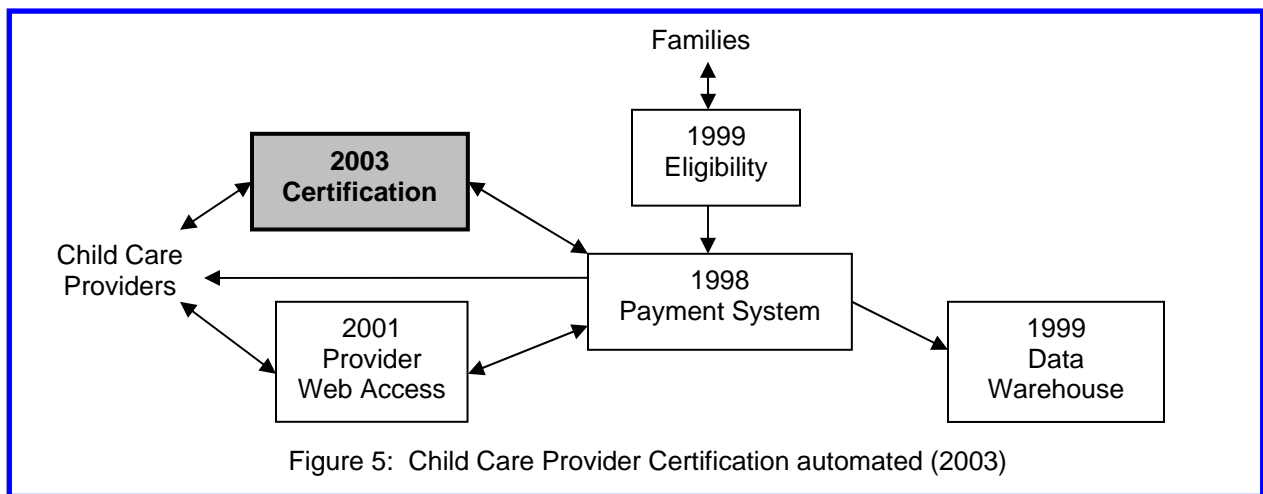 Families
1999
Eligibility
2003
Certification
Child Care
Providers
1998
Payment System
2001
Provider
Web Access
1999
Data
Warehouse
Figure 5: Child Care Provider Certification automated (2003)